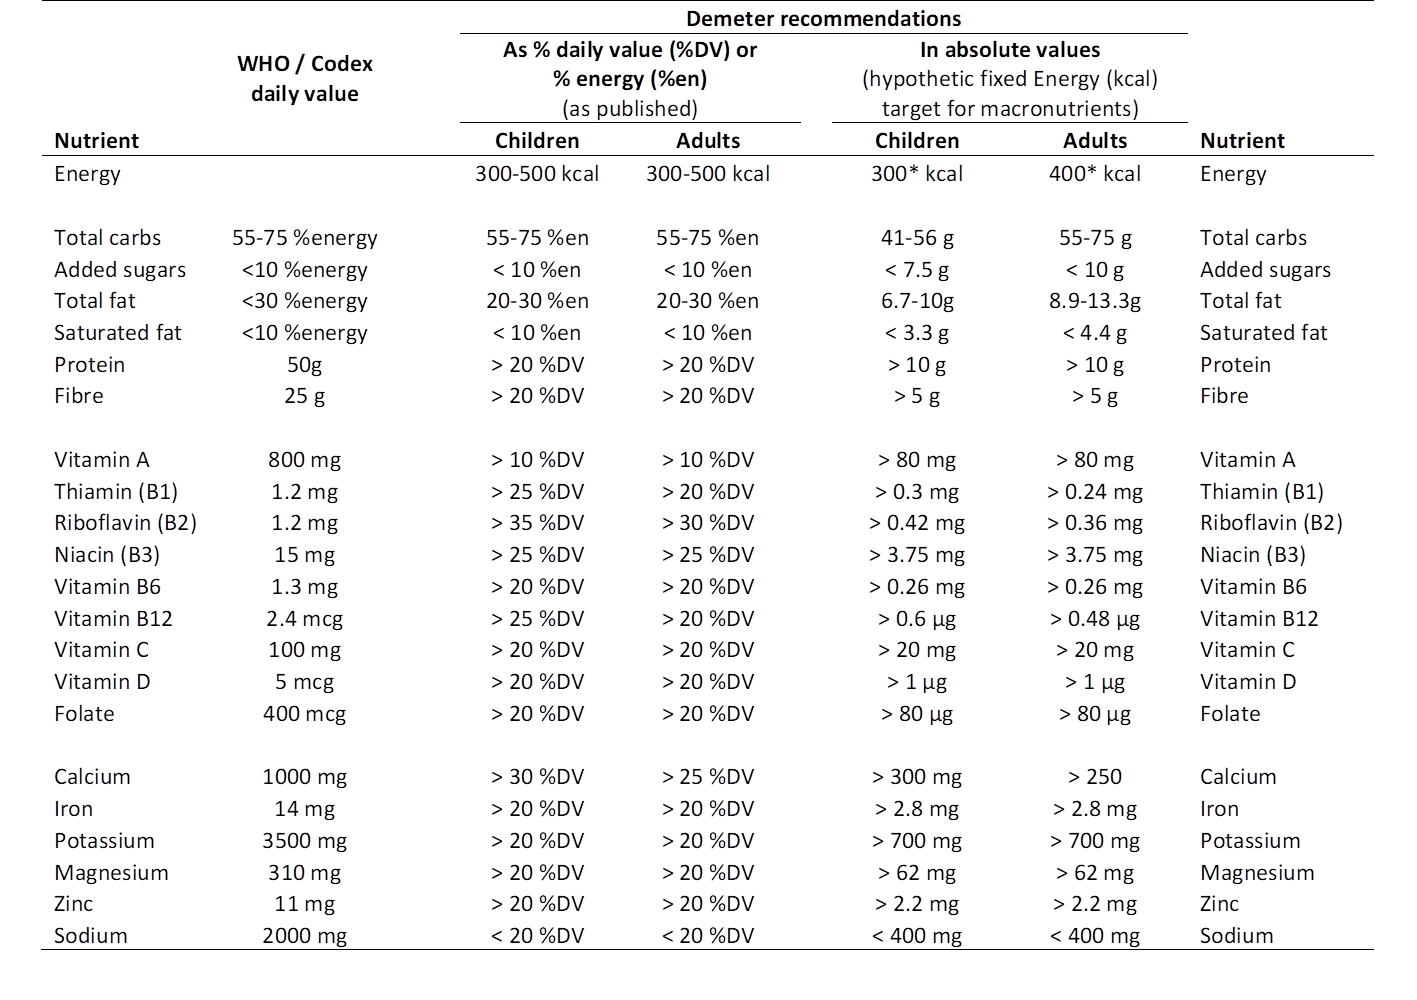 Demeter recommendations
WHO / Codex daily value
As % daily value (%DV) or % energy (%en) (as published)
In absolute values (hypothetic fixed Energy (kcal) target for macronutrients)
Nutrient Children Adults Children Adults Nutrient
Energy 300-500 kcal 300-500 kcal 300* kcal 400* kcal Energy
Total carbs 55-75 %energy 55-75 %en 55-75 %en 41-56 g 55-75 g Total carbs
Added sugars <10 %energy < 10 %en < 10 %en < 7.5 g < 10 g Added sugars
Total fat <30 %energy 20-30 %en 20-30 %en 6.7-10g 8.9-13.3g Total fat
Saturated fat <10 %energy < 10 %en < 10 %en < 3.3 g < 4.4 g Saturated fat
Protein 50g > 20 %DV > 20 %DV > 10 g > 10 g Protein
Fibre 25 g > 20 %DV > 20 %DV > 5 g > 5 g Fibre
Vitamin A 800 mg > 10 %DV > 10 %DV > 80 mg > 80 mg Vitamin A
Thiamin (B1) 1.2 mg > 25 %DV > 20 %DV > 0.3 mg > 0.24 mg Thiamin (B1)
Riboflavin (B2) 1.2 mg > 35 %DV > 30 %DV > 0.42 mg > 0.36 mg Riboflavin (B2)
Niacin (B3) 15 mg > 25 %DV > 25 %DV > 3.75 mg > 3.75 mg Niacin (B3)
Vitamin B6 1.3 mg > 20 %DV > 20 %DV > 0.26 mg > 0.26 mg Vitamin B6
Vitamin B12 2.4 mcg > 25 %DV > 20 %DV > 0.6 µg > 0.48 µg Vitamin B12
Vitamin C 100 mg > 20 %DV > 20 %DV > 20 mg > 20 mg Vitamin C
Vitamin D 5 mcg > 20 %DV > 20 %DV > 1 µg > 1 µg Vitamin D
Folate 400 mcg > 20 %DV > 20 %DV > 80 µg > 80 µg Folate
Calcium 1000 mg > 30 %DV > 25 %DV > 300 mg > 250 Calcium
Iron 14 mg > 20 %DV > 20 %DV > 2.8 mg > 2.8 mg Iron
Potassium 3500 mg > 20 %DV > 20 %DV > 700 mg > 700 mg Potassium
Magnesium 310 mg > 20 %DV > 20 %DV > 62 mg > 62 mg Magnesium
Zinc 11 mg > 20 %DV > 20 %DV > 2.2 mg > 2.2 mg Zinc
Sodium 2000 mg < 20 %DV < 20 %DV < 400 mg < 400 mg Sodium